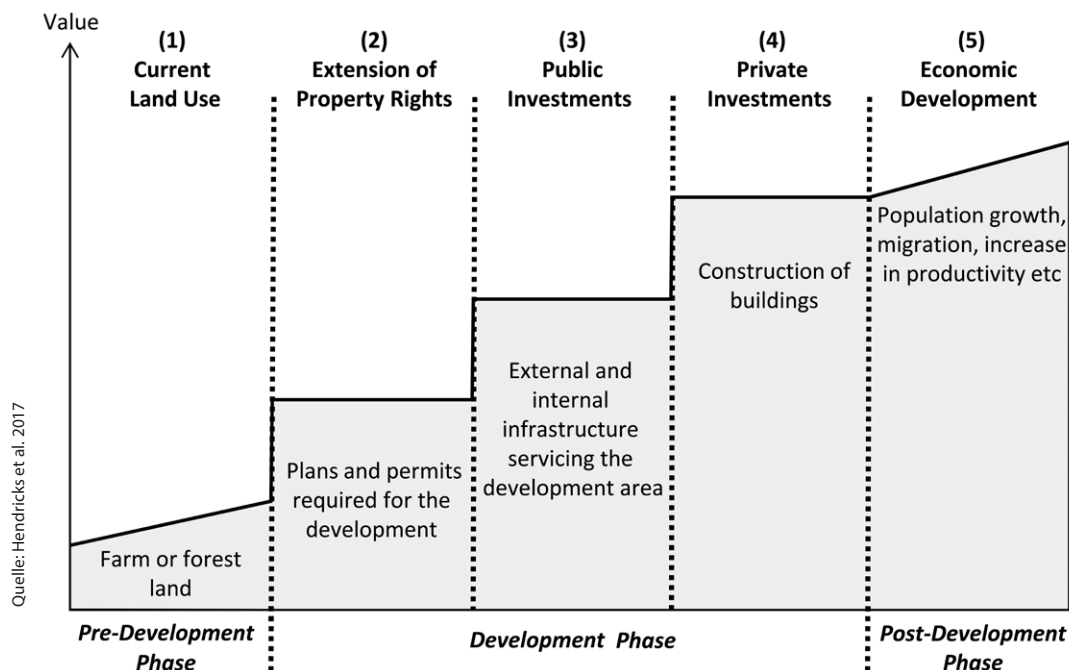 Value
(1)
Current
Land Use
(2)
Extension of
Property Rights
(3)
Public
Investments
(4)
Private
Investments
(5)
Economic
Development
Farm or forest
land
Plans and permits
required for the
development
External and
internal
infrastructure
servicing the
development area
Construction of
buildings
Population growth,
migration, increase
in productivity etc
Pre-Development
Phase
Development Phase
Post-Development
Phase
Quelle: Hendricks et al. 2017